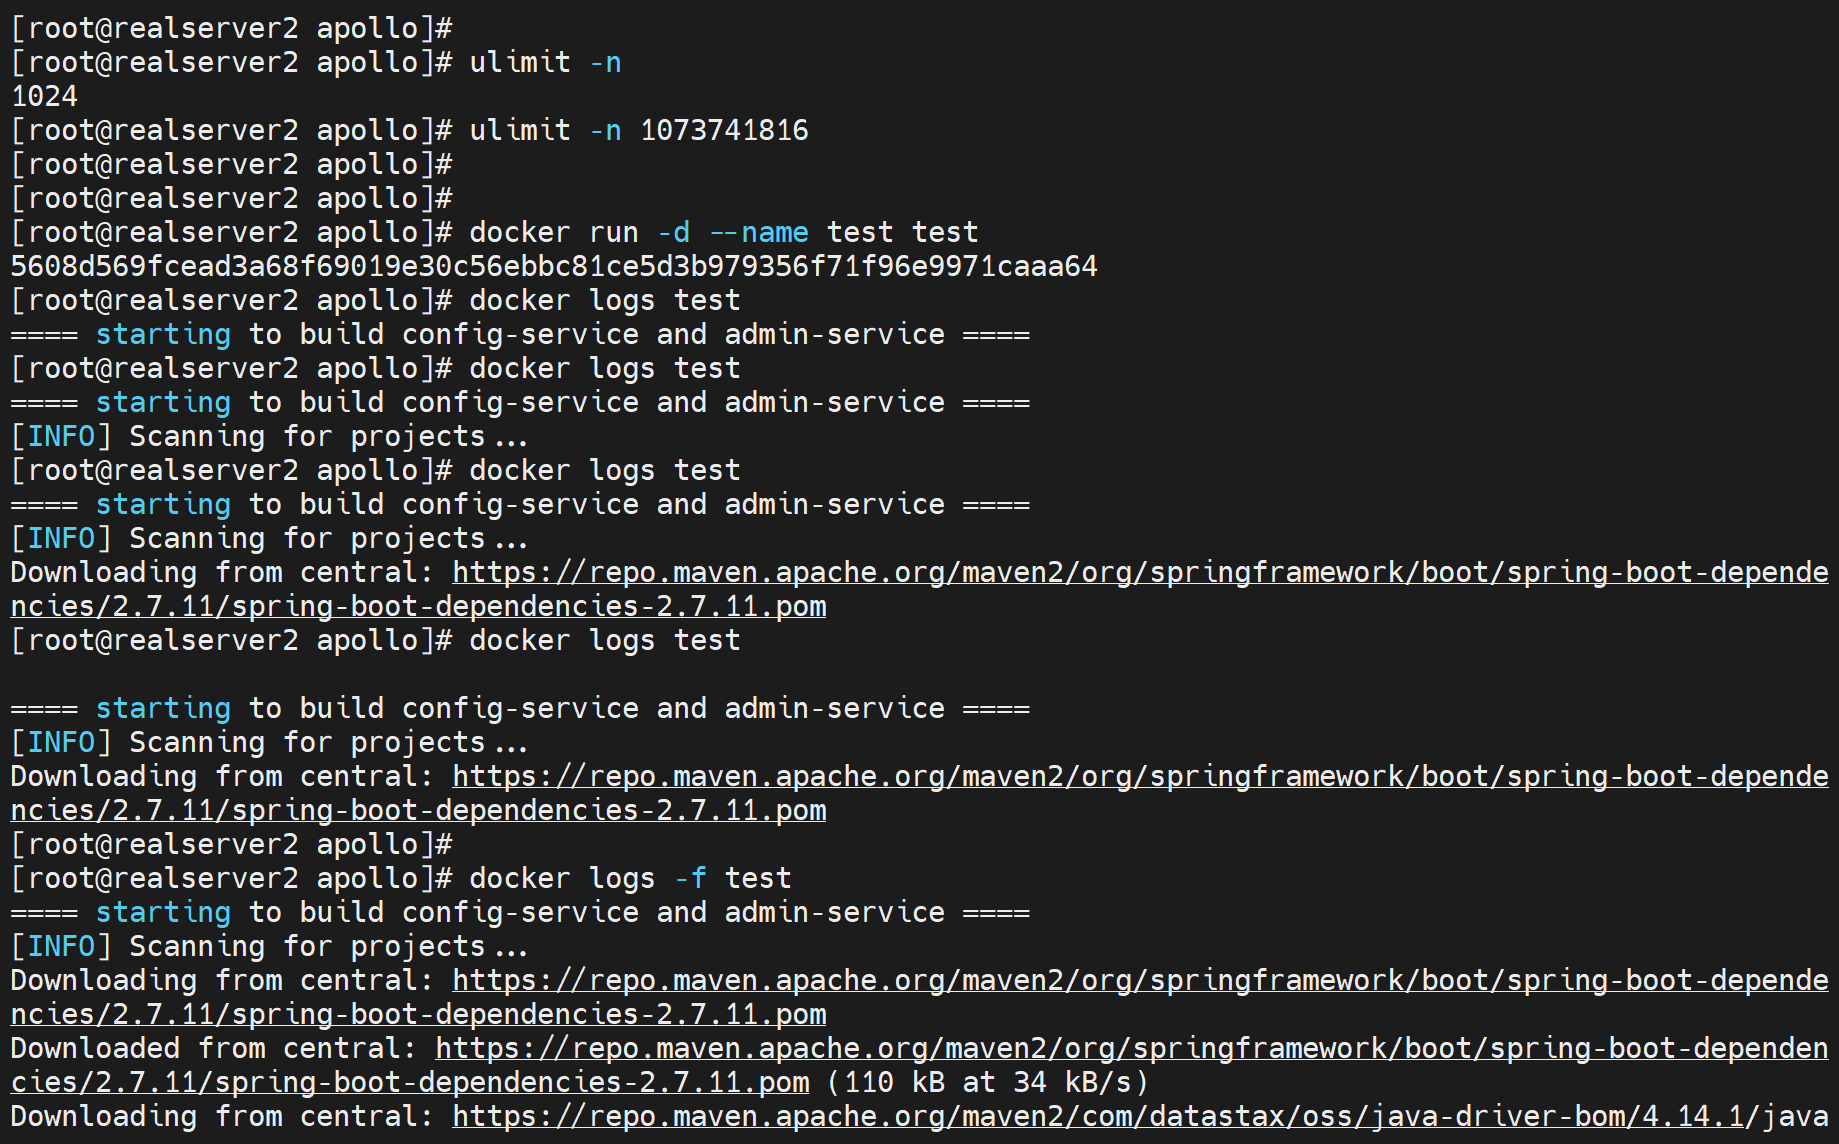 [root@realserver2 apollo]#
[root@realserver2 apollo]# ulimit -n
1024
[root@realserver2 apollo]# ulimit -n 1073741816
[root@realserver2 apollo]#
[root@realserver2 apollo]#
[root@realserver2 apollo]# docker run -d --name test test
5608d569fcead3a68f69019e30c56ebbc81ce5d3b979356f71f96e9971caaa64
[root@realserver2 apollo]# docker logs test
==== starting to build config-service and admin-service ====
[root@realserver2 apollo]# docker logs test
==== starting to build config-service and admin-service ====
[INFO] Scanning for projects...
[root@realserver2 apollo]# docker logs test
==== starting to build config-service and admin-service ====
[INFO] Scanning for projects...
Downloading from central: https://repo.maven.apache.org/maven2/org/springframework/boot/spring-boot-depende
ncies/2.7.11/spring-boot-dependencies-2.7.11.pom
[root@realserver2 apollo]# docker logs test
==== starting to build config-service and admin-service ====
[INFO] Scanning for projects...
Downloading from central: https://repo.maven.apache.org/maven2/org/springframework/boot/spring-boot-depende
ncies/2.7.11/spring-boot-dependencies-2.7.11.pom
[root@realserver2 apollo]#
[root@realserver2 apollo]# docker logs -f test
==== starting to build config-service and admin-service ====
[INFO] Scanning for projects...
Downloading from central: https://repo.maven.apache.org/maven2/org/springframework/boot/spring-boot-depende
ncies/2.7.11/spring-boot-dependencies-2.7.11.pom
Downloaded from central: https://repo.maven.apache.org/maven2/org/springframework/boot/spring-boot-dependen
cies/2.7.11/spring-boot-dependencies-2.7.11.pom (110 kB at 34 kB/s)
Downloading from central: https://repo.maven.apache.org/maven2/com/datastax/oss/java-driver-bom/4.14.1/java